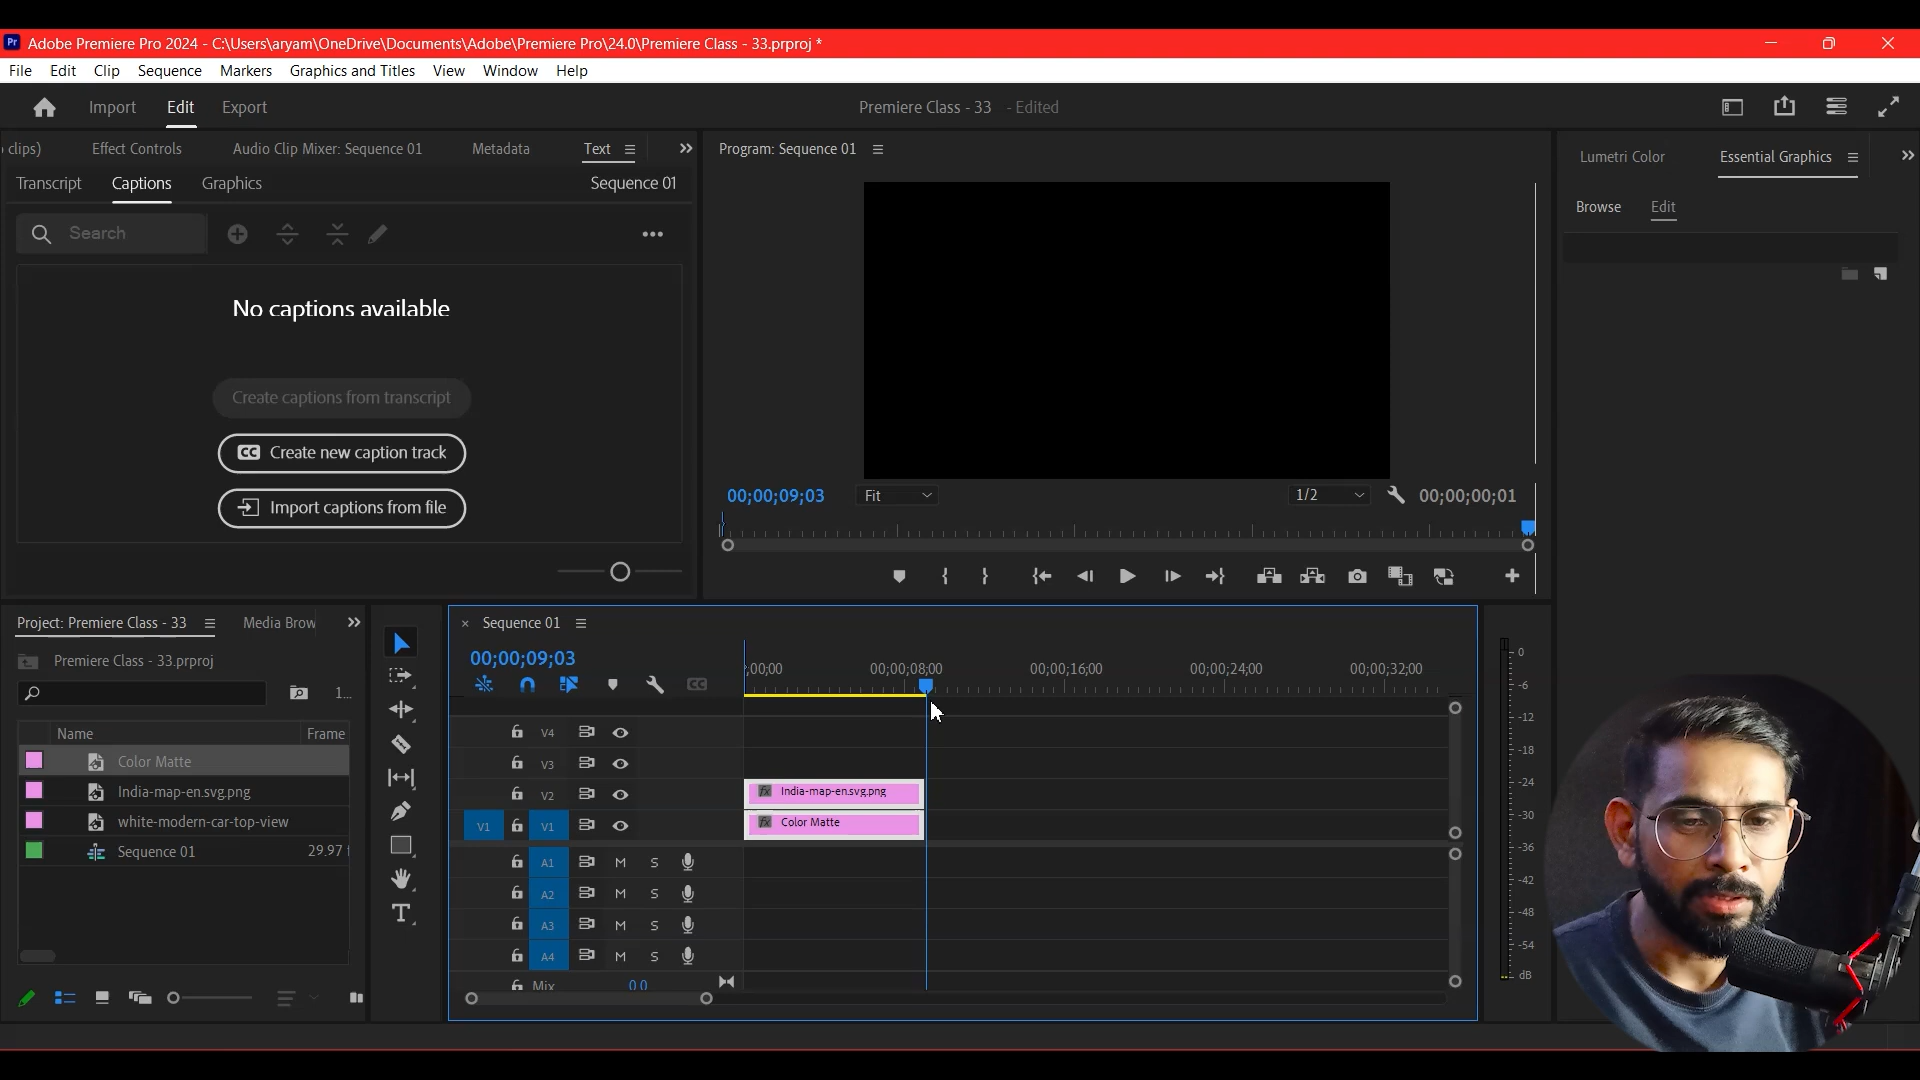 Pr Adobe Premiere Pro 2024 - C:\Users\aryam\OneDrive\Documents\Adobe\Premiere Pro\24.0\Premiere Class - 33.prproj *
File Edit Clip Sequence Markers Graphics and Titles View Window Help
Import Edit Export Premiere Class - 33 - Edited
clips) Effect Controls Audio Clip Mixer: Sequence 01 Metadata Text
Program: Sequence 01
Lumetri Color Essential Graphics
Transcript Captions Graphics Sequence 01
Browse Edit
Search
No captions available
Create captions from transcript
CC Create new caption track
Import captions from file
00;00;09;03 Fit 1/2 00;00;00;01
Project: Premiere Class - 33 Media Brow
Premiere Class - 33.prproj
1...
Name Frame
Color Matte
India-map-en.svg.png
white-modern-car-top-view
Sequence 01 29.97
× Sequence 01
00;00;09;03
CC
;00;00 00;00;08;00 00;00;16;00 00;00;24;00 00;00;32;00
V4
V3
V2 fx India-map-en.svg.png
V1 V1 fx Color Matte
A1 M S
A2 M S
A3 M S
A4 M S
Mix 0.0
0
-6
-12
-18
-24
-30
-36
-42
-48
-54
dB